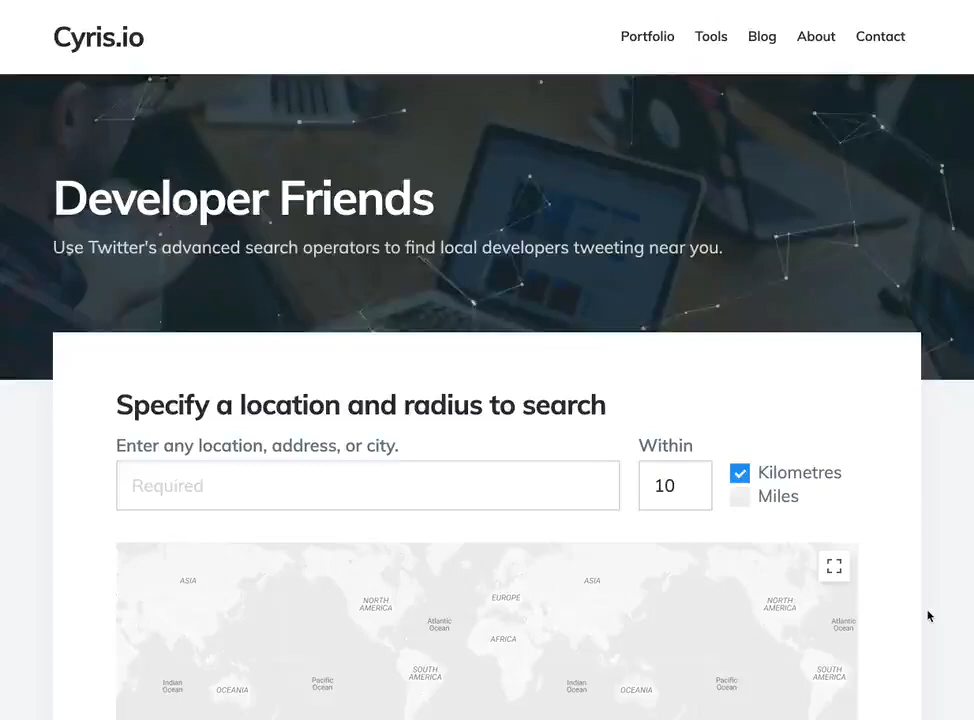 Cyris.io
Portfolio Tools Blog About Contact
Developer Friends
Use Twitter's advanced search operators to find local developers tweeting near you.
Specify a location and radius to search
Enter any location, address, or city.
Within
Required
10
Kilometres
Miles
ASIA
NORTH
AMERICA
Atlantic
Ocean
EUROPE
AFRICA
ASIA
NORTH
AMERICA
Atlantic
Ocean
Indian
Ocean
OCEANIA
Pacific
Ocean
SOUTH
AMERICA
Indian
Ocean
OCEANIA
Pacific
Ocean
SOUTH
AMERICA